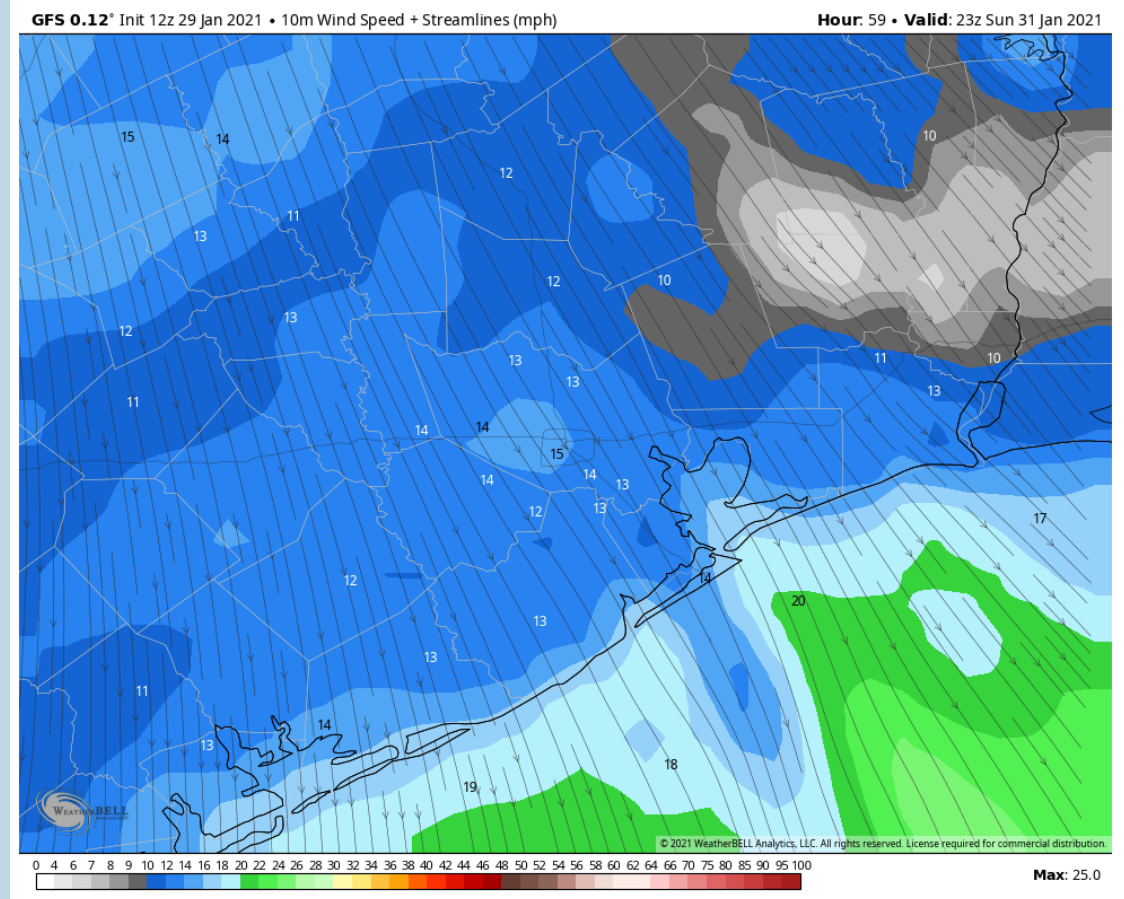 GFS 0.12° Init 12z 29 Jan 2021 • 10m Wind Speed + Streamlines (mph) Hour: 59 • Valid: 23z Sun 31 Jan 2021
15 14 10
12
11
13
12 10
12 13
13 11 10
13 13
11
14 14
15
14 14 13
12 13 17
12 14
20
13
13
11
14
13
18
19
WEATHERBELL
© 2021 WeatherBELL Analytics, LLC. All rights reserved. License required for commercial distribution.
0 4 6 7 8 9 10 12 14 16 18 20 22 24 26 28 30 32 34 36 38 40 42 44 46 48 50 52 54 56 58 60 62 64 66 70 75 80 85 90 95 100
Max: 25.0